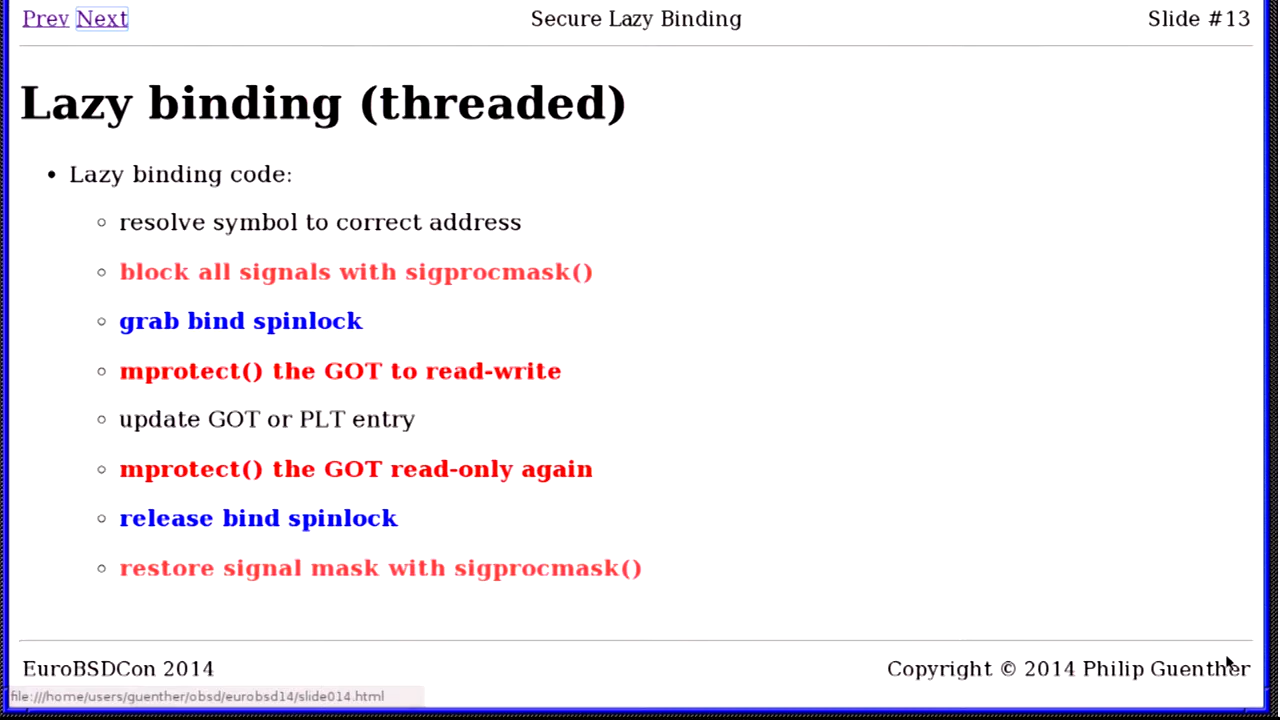 Prev Next Secure Lazy Binding Slide #13
Lazy binding (threaded)
Lazy binding code:
resolve symbol to correct address
block all signals with sigprocmask()
grab bind spinlock
mprotect() the GOT to read-write
update GOT or PLT entry
mprotect() the GOT read-only again
release bind spinlock
restore signal mask with sigprocmask()
EuroBSDCon 2014 Copyright © 2014 Philip Guenther
file:///home/users/guenther/obsd/eurobsd14/slide014.html